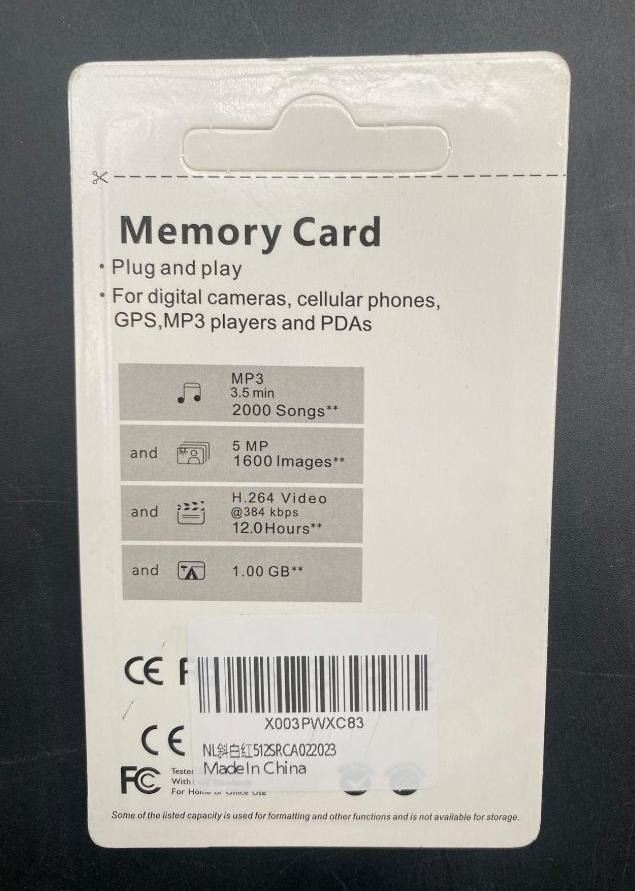 Memory Card
• Plug and play
• For digital cameras, cellular phones,
GPS,MP3 players and PDAs
MP3
3.5 min
2000 Songs**
and
5 MP
1600 Images**
and
H.264 Video
@384 kbps
12.0Hours**
and
1.00 GB**
CE F
X003PWXC83
CE
NL斜白红512SRCA022023
FC
Tested
Made In China
With
For Home or Office Use
Some of the listed capacity is used for formatting and other functions and is not available for storage.